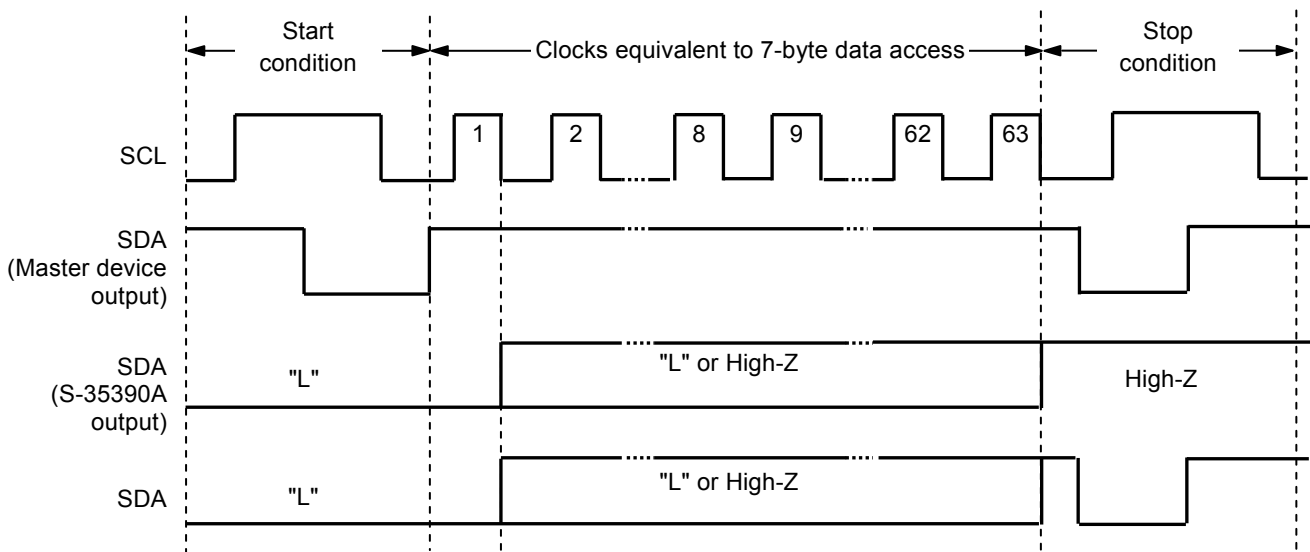 Start
condition
Clocks equivalent to 7-byte data access
Stop
condition
SCL
1
2
8
9
62
63
SDA
(Master device
output)
SDA
(S-35390A
output)
"L"
"L" or High-Z
High-Z
SDA
"L"
"L" or High-Z